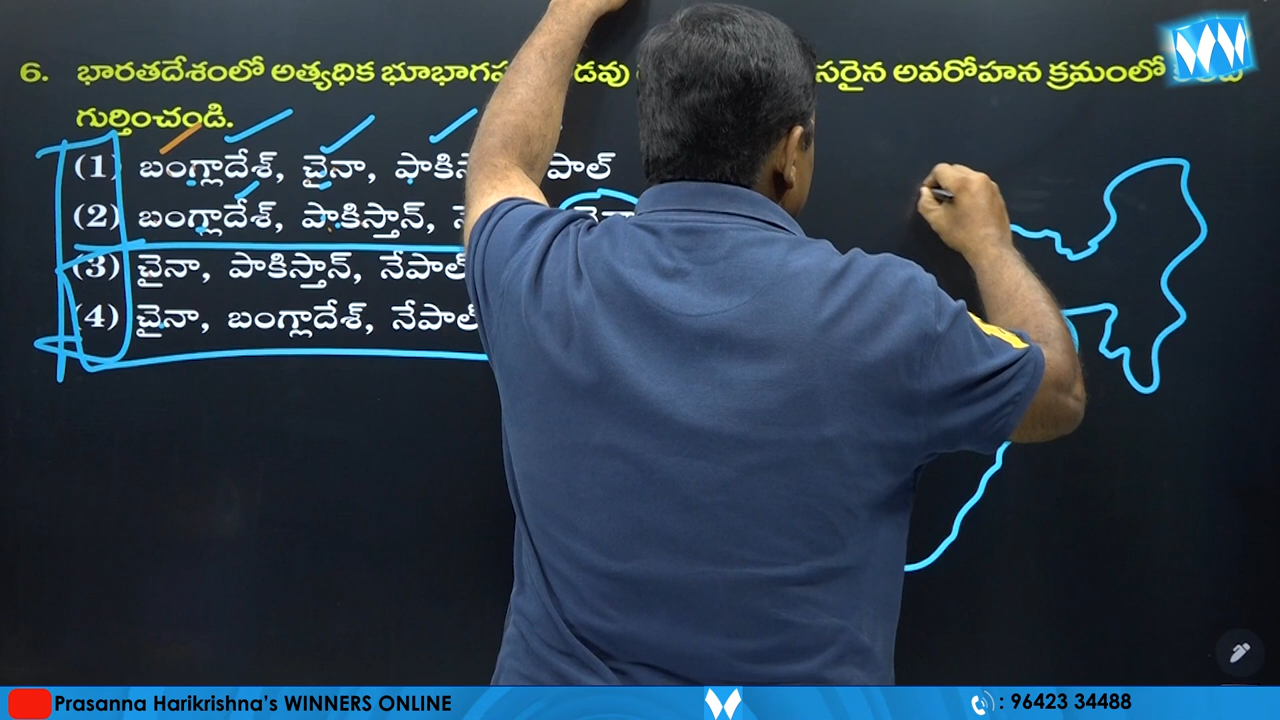 6. భారతదేశంలో అత్యధిక సరైన అవరోహన క్రమంలో
గుర్తించండి.
(1) బంగ్లాదేశ్, చైనా,
(2) బంగ్లాదేశ్, పాకిస్తాన్,
(3) చైనా, పాకిస్తాన్, నేపాల్
(4) చైనా, బంగ్లాదేశ్, నేపాల్
Prasanna Harikrishna's WINNERS ONLINE
: 96423 34488